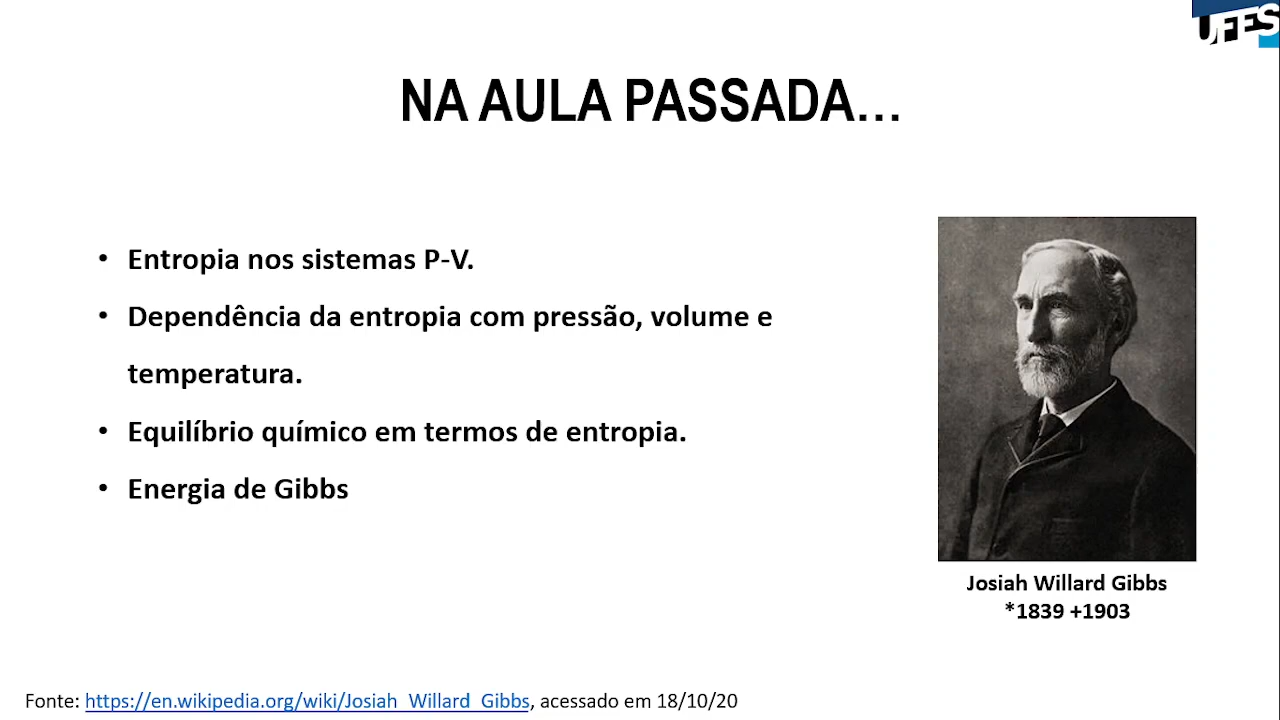 UFES
NA AULA PASSADA...
• Entropia nos sistemas P-V.
• Dependência da entropia com pressão, volume e
temperatura.
• Equilíbrio químico em termos de entropia.
• Energia de Gibbs
Josiah Willard Gibbs
*1839 +1903
Fonte: https://en.wikipedia.org/wiki/Josiah_Willard_Gibbs, acessado em 18/10/20